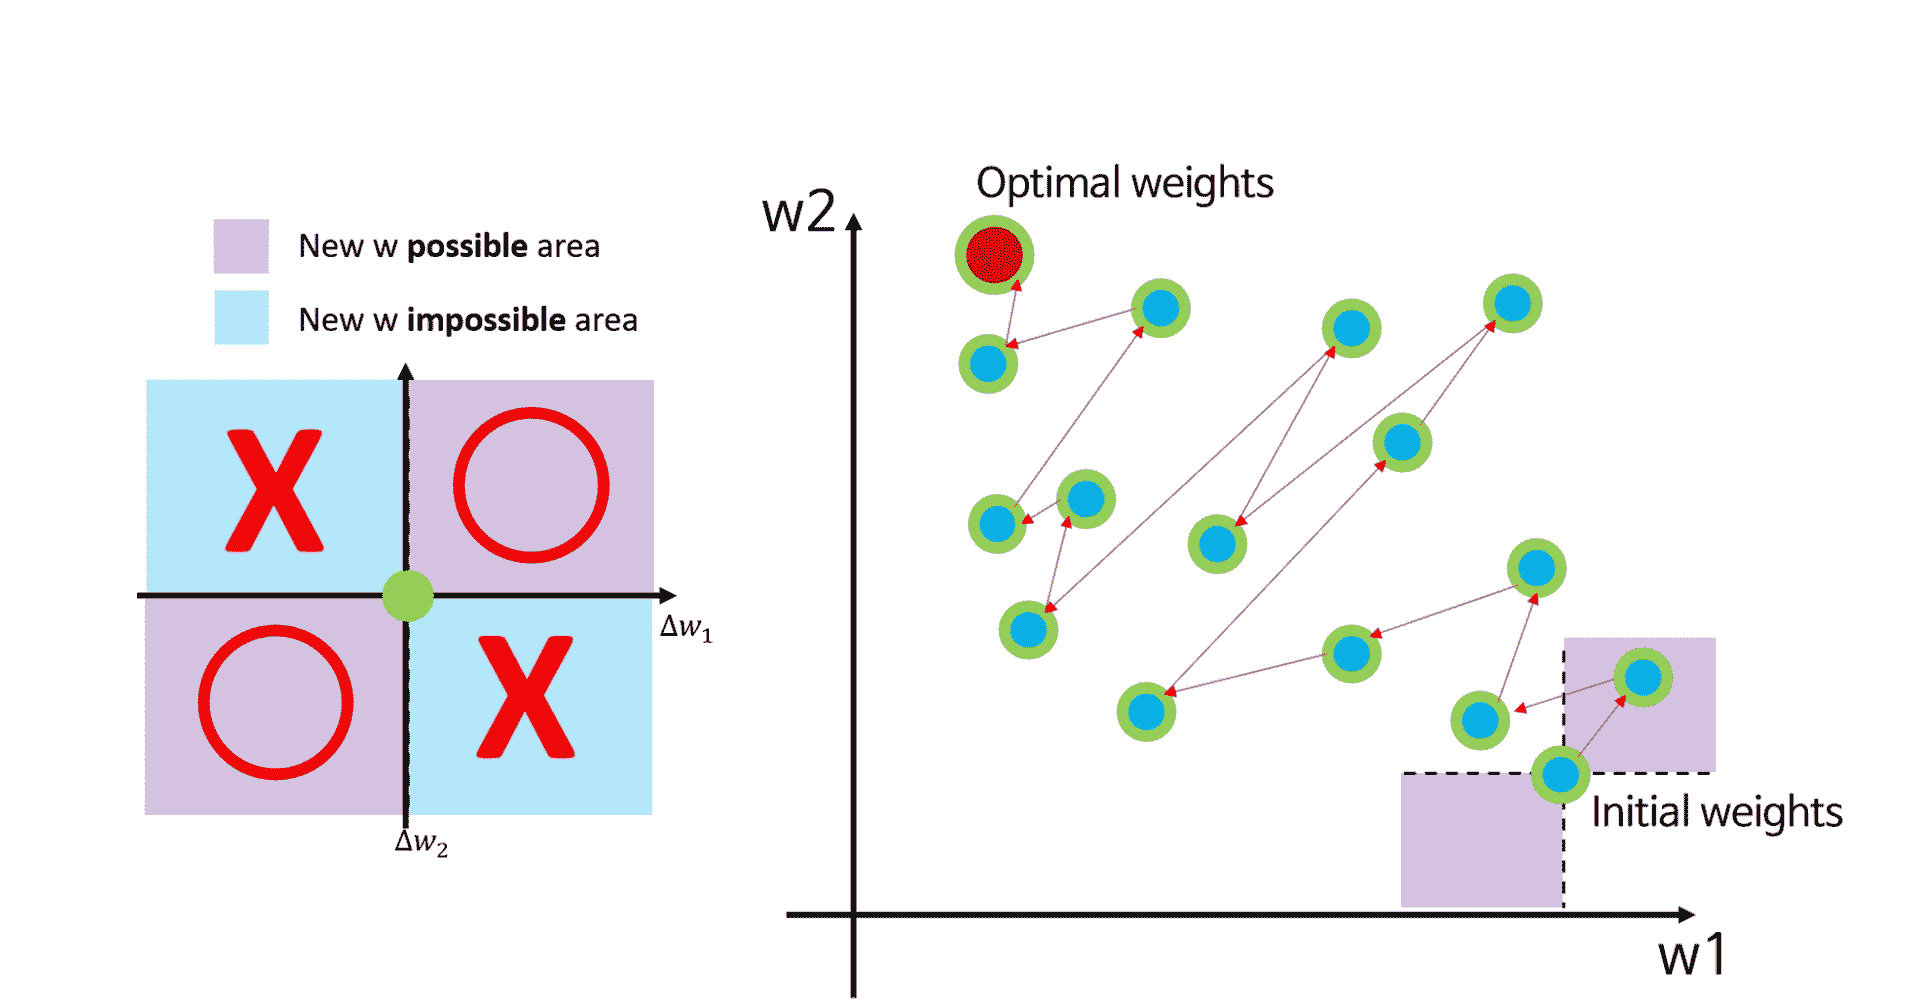 New w possible area
New w impossible area
X
X
Δw₁
Δw₂
Optimal weights
w2
Initial weights
w1